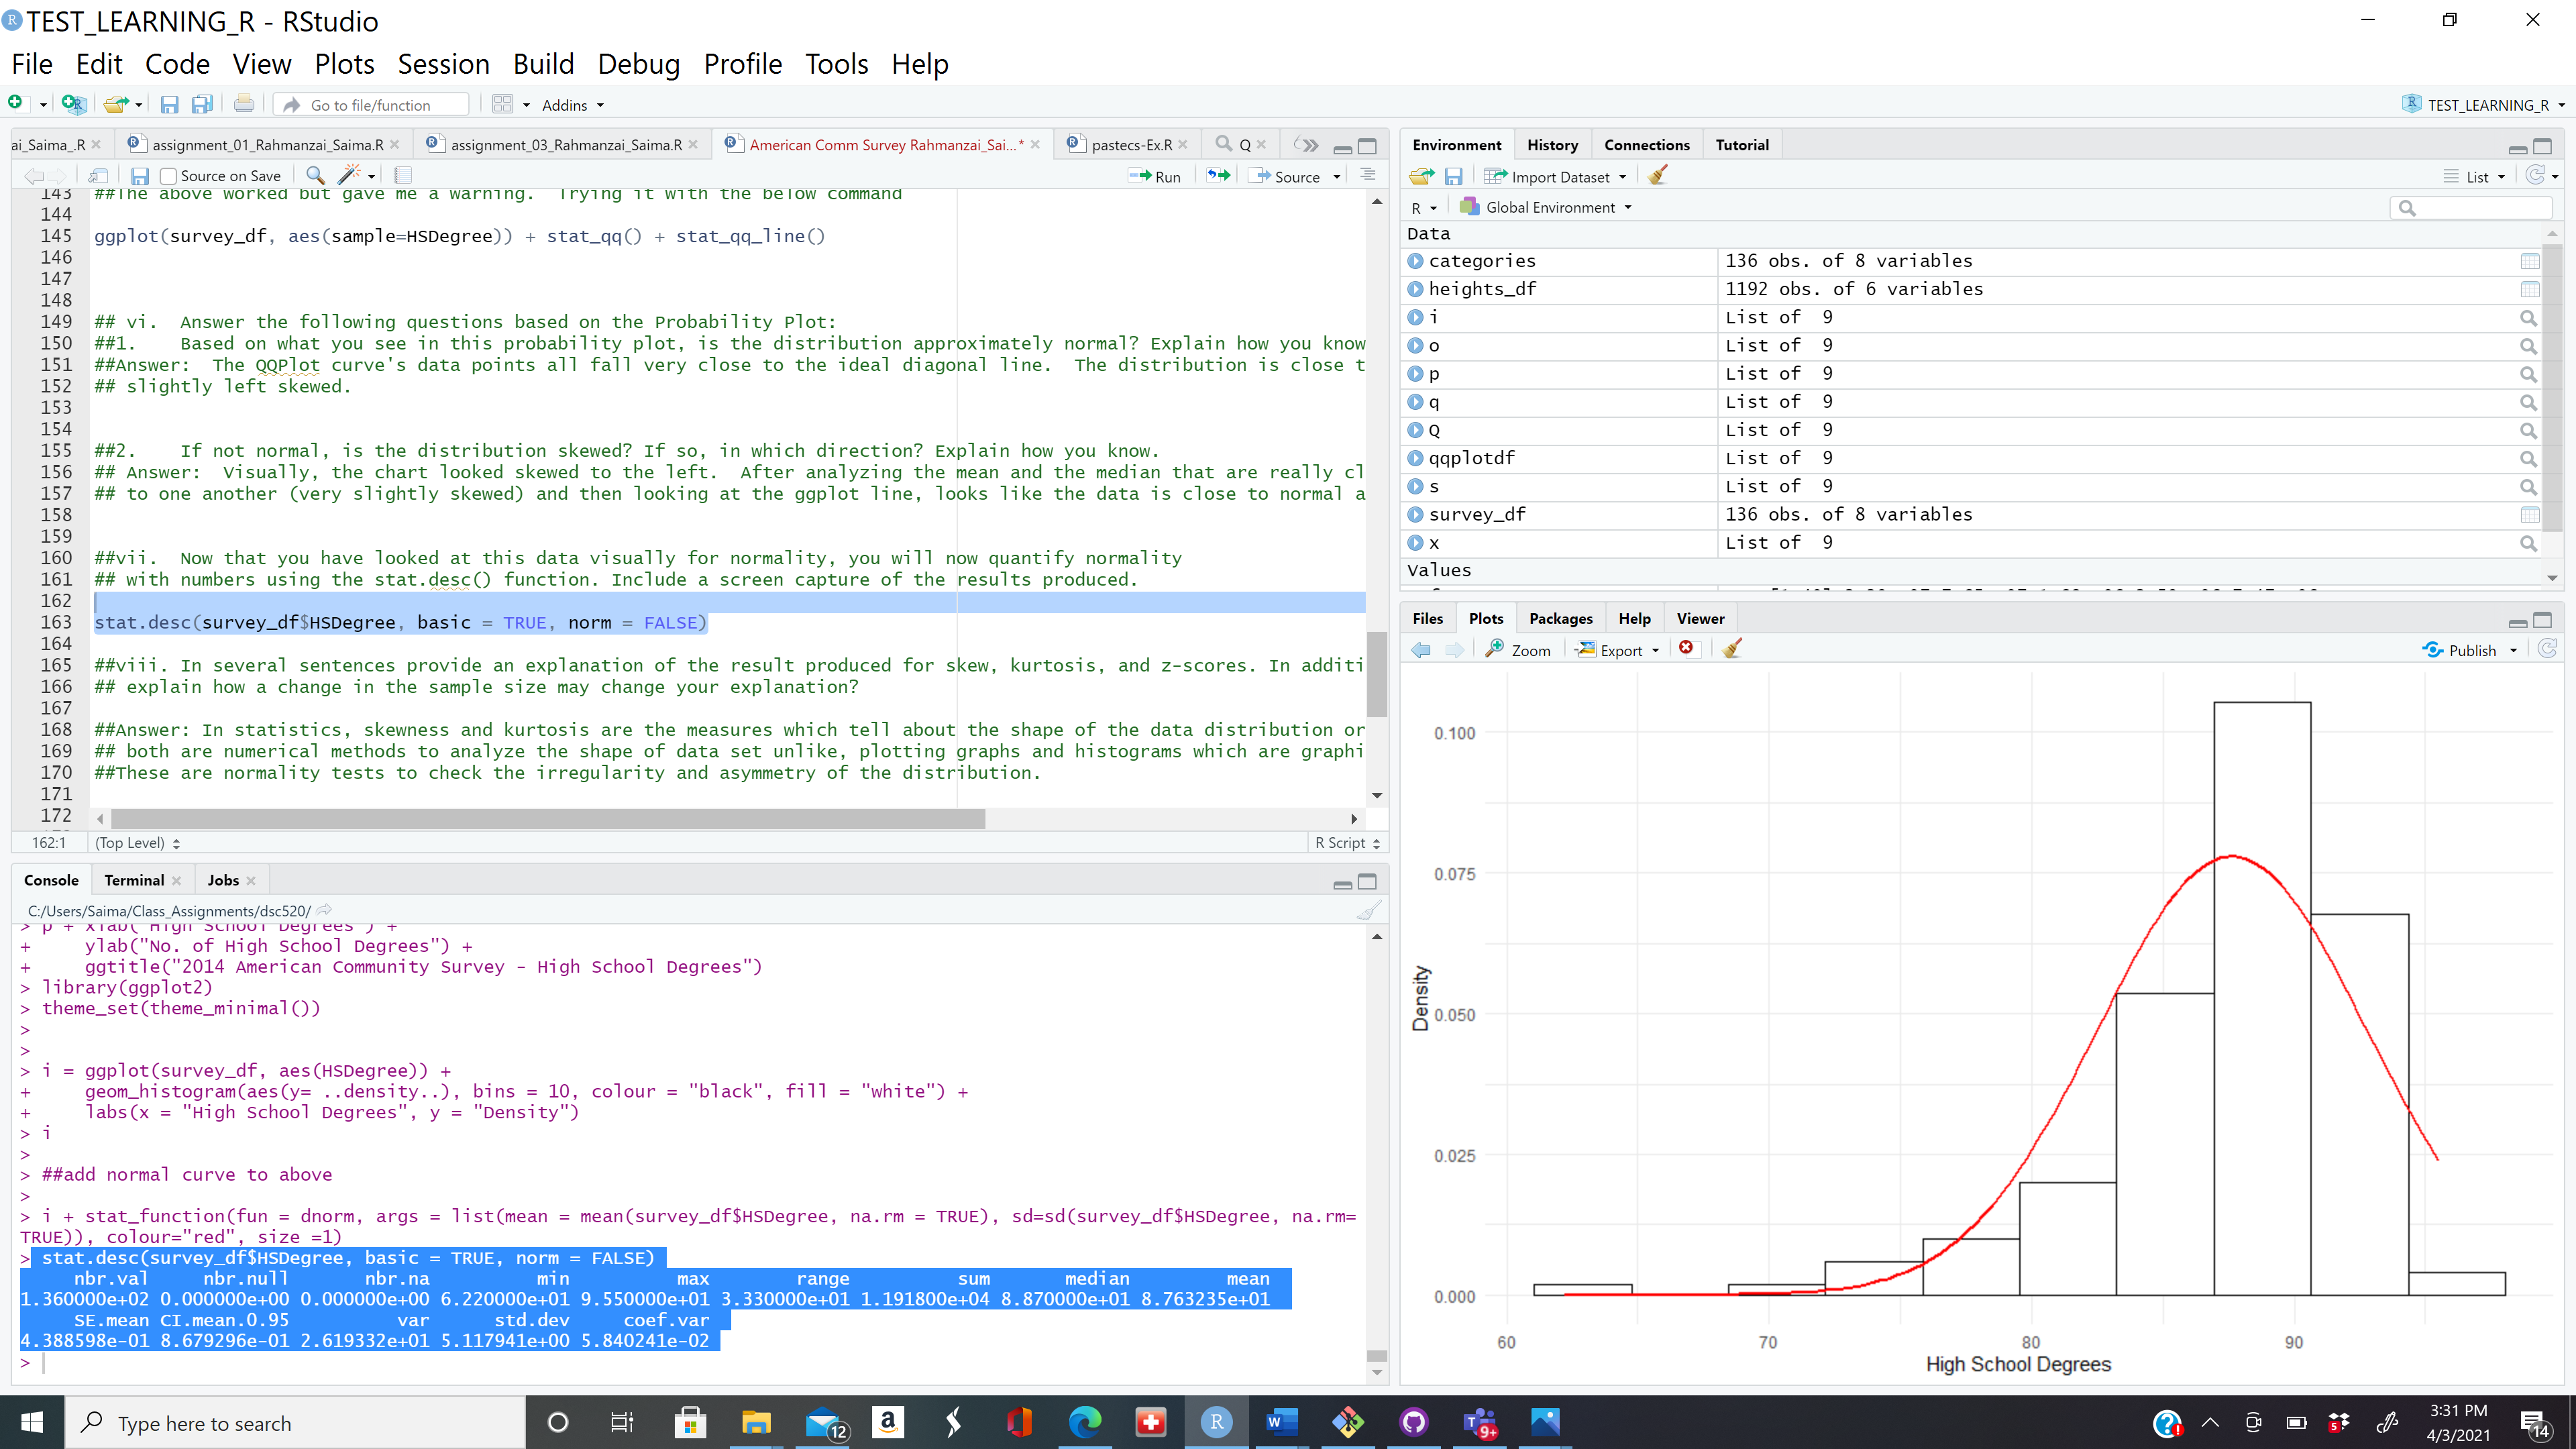 TEST_LEARNING_R - RStudio
File Edit Code View Plots Session Build Debug Profile Tools Help
Go to file/function Addins TEST_LEARNING_R
ai_Saima_.R assignment_01_Rahmanzai_Saima.R assignment_03_Rahmanzai_Saima.R American Comm Survey Rahmanzai_Sai...* pastecs-Ex.R Q
Source on Save Run Source
143 ##The above worked but gave me a warning. Trying it with the below command
144
145 ggplot(survey_df, aes(sample=HSDegree)) + stat_qq() + stat_qq_line()
146
147
148
149 ## vi. Answer the following questions based on the Probability Plot:
150 ##1. Based on what you see in this probability plot, is the distribution approximately normal? Explain how you know
151 ##Answer: The QQPlot curve's data points all fall very close to the ideal diagonal line. The distribution is close t
152 ## slightly left skewed.
153
154
155 ##2. If not normal, is the distribution skewed? If so, in which direction? Explain how you know.
156 ## Answer: Visually, the chart looked skewed to the left. After analyzing the mean and the median that are really cl
157 ## to one another (very slightly skewed) and then looking at the ggplot line, looks like the data is close to normal a
158
159
160 ##vii. Now that you have looked at this data visually for normality, you will now quantify normality
161 ## with numbers using the stat.desc() function. Include a screen capture of the results produced.
162
163 stat.desc(survey_df$HSDegree, basic = TRUE, norm = FALSE)
164
165 ##viii. In several sentences provide an explanation of the result produced for skew, kurtosis, and z-scores. In additi
166 ## explain how a change in the sample size may change your explanation?
167
168 ##Answer: In statistics, skewness and kurtosis are the measures which tell about the shape of the data distribution or
169 ## both are numerical methods to analyze the shape of data set unlike, plotting graphs and histograms which are graphi
170 ##These are normality tests to check the irregularity and asymmetry of the distribution.
171
172
162:1 (Top Level) R Script
Console Terminal Jobs
C:/Users/Saima/Class_Assignments/dsc520/
> p + xlab("High School Degrees") +
+ ylab("No. of High School Degrees") +
+ ggtitle("2014 American Community Survey - High School Degrees")
> library(ggplot2)
> theme_set(theme_minimal())
>
>
> i = ggplot(survey_df, aes(HSDegree)) +
+ geom_histogram(aes(y= ..density..), bins = 10, colour = "black", fill = "white") +
+ labs(x = "High School Degrees", y = "Density")
> i
>
> ##add normal curve to above
>
> i + stat_function(fun = dnorm, args = list(mean = mean(survey_df$HSDegree, na.rm = TRUE), sd=sd(survey_df$HSDegree, na.rm=
TRUE)), colour="red", size =1)
> stat.desc(survey_df$HSDegree, basic = TRUE, norm = FALSE)
nbr.val nbr.null nbr.na min max range sum median mean
1.360000e+02 0.000000e+00 0.000000e+00 6.220000e+01 9.550000e+01 3.330000e+01 1.191800e+04 8.870000e+01 8.763235e+01
SE.mean CI.mean.0.95 var std.dev coef.var
4.388598e-01 8.679296e-01 2.619332e+01 5.117941e+00 5.840241e-02
>
Environment History Connections Tutorial
Import Dataset List
R Global Environment
Data
categories 136 obs. of 8 variables
heights_df 1192 obs. of 6 variables
i List of 9
o List of 9
p List of 9
q List of 9
Q List of 9
qqplotdf List of 9
s List of 9
survey_df 136 obs. of 8 variables
x List of 9
Values
Files Plots Packages Help Viewer
Zoom Export Publish
0.100
0.075
0.050
0.025
0.000
Density
60 70 80 90
High School Degrees
Type here to search
12
9+
5
3:31 PM
4/3/2021
14